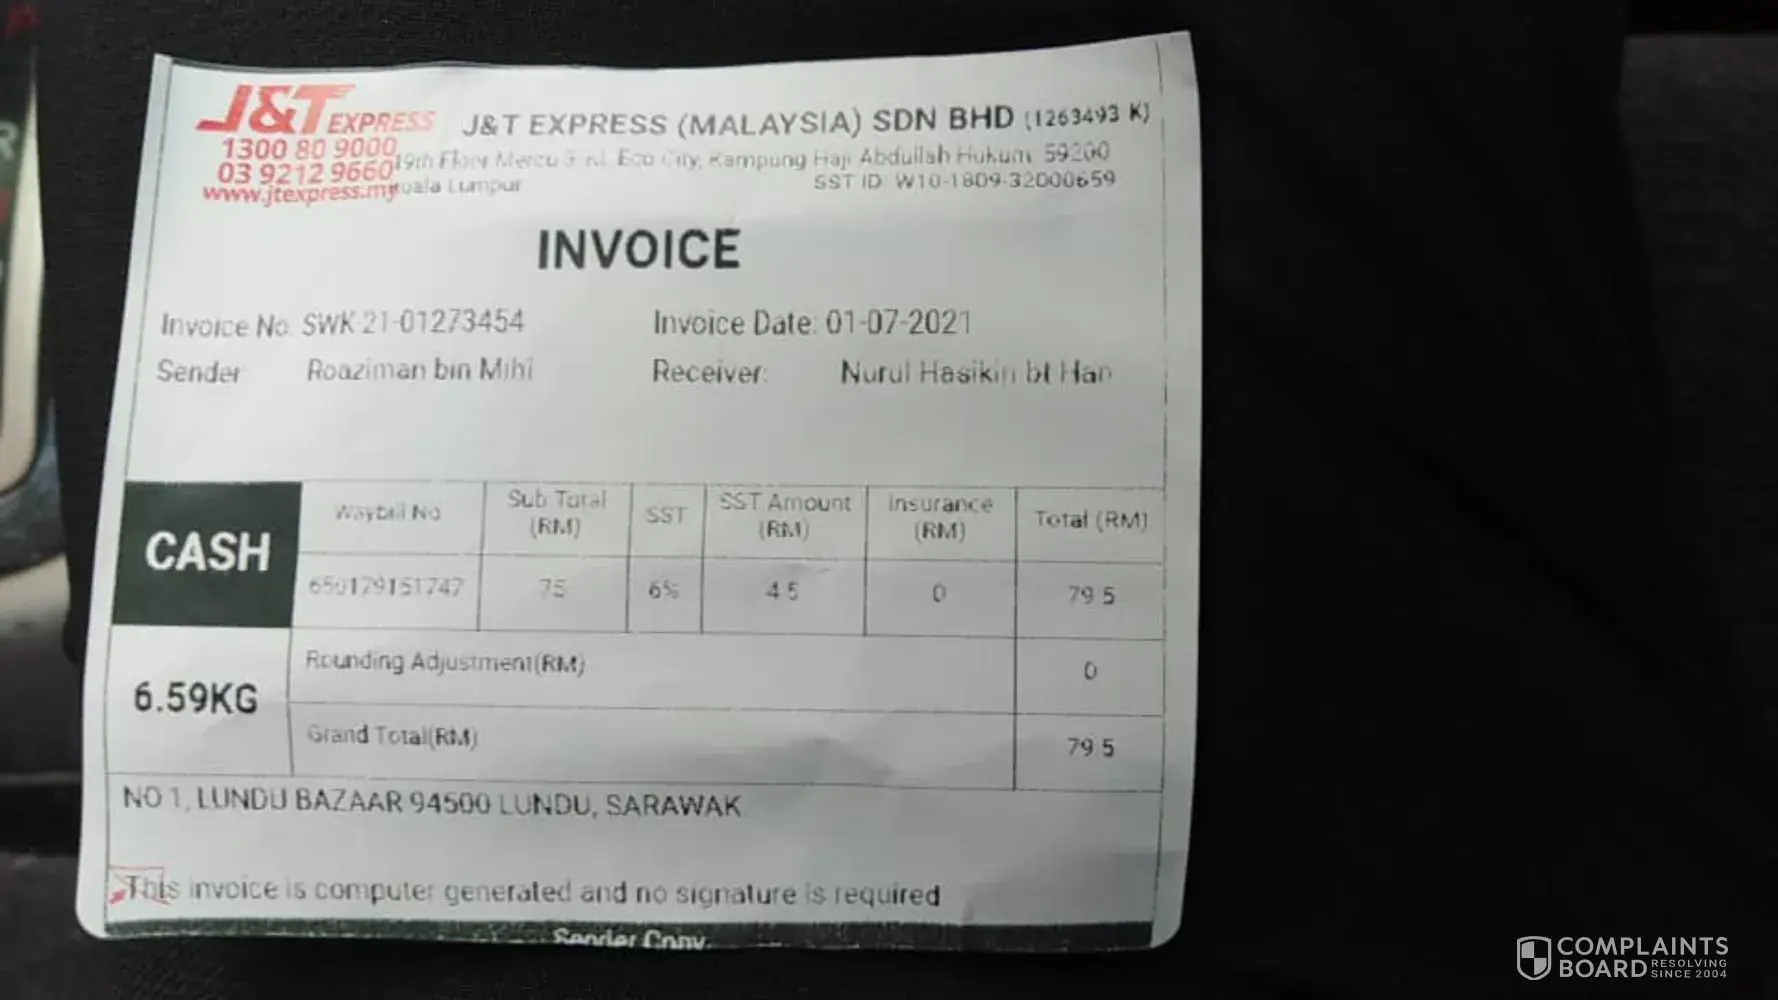 J&T EXPRESS
1300 80 9000
03 9212 9660
www.jtexpress.my
J&T EXPRESS (MALAYSIA) SDN BHD (1263493 K)
19th Floor Mercu 3 KL Eco City, Kampung Haji Abdullah Hukum 59200
Kuala Lumpur
SST ID W10-1809-32000659
INVOICE
Invoice No: SWK-21-01273454 Invoice Date: 01-07-2021
Sender Roaziman bin Mihi Receiver: Nurul Hasikin bt Han
CASH
Waybill No Sub Total (RM) SST SST Amount (RM) Insurance (RM) Total (RM)
650179151747 75 6% 4.5 0 79.5
6.59KG
Rounding Adjustment(RM) 0
Grand Total(RM) 79.5
NO 1, LUNDU BAZAAR 94500 LUNDU, SARAWAK
This invoice is computer generated and no signature is required
Sender Copy
COMPLAINTS
BOARD RESOLVING SINCE 2004